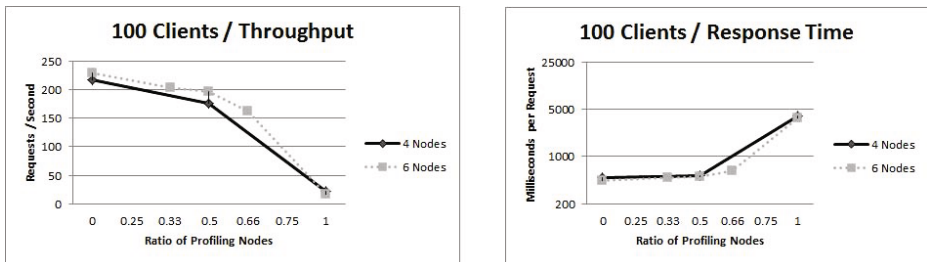 100 Clients / Throughput
Requests / Second
250
200
150
100
50
0
0 0.25 0.33 0.5 0.66 0.75 1
Ratio of Profiling Nodes
4 Nodes
6 Nodes
100 Clients / Response Time
Milliseconds per Request
25000
5000
1000
200
0 0.25 0.33 0.5 0.66 0.75 1
Ratio of Profiling Nodes
4 Nodes
6 Nodes